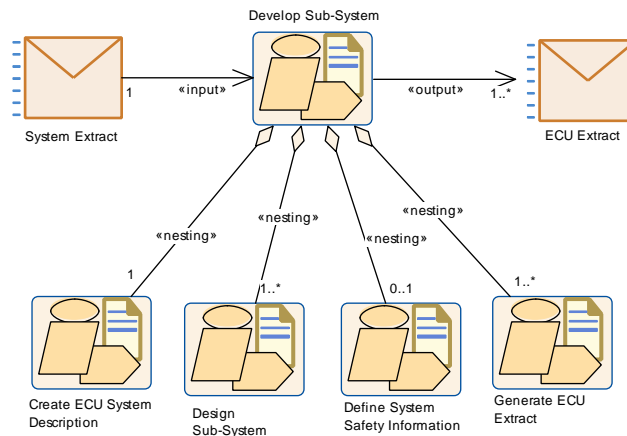 Develop Sub-System
1
«input»
«output»
1..*
System Extract
ECU Extract
«nesting»
«nesting»
«nesting»
«nesting»
1
1..*
0..1
1..*
Create ECU System
Description
Design
Sub-System
Define System
Safety Information
Generate ECU
Extract